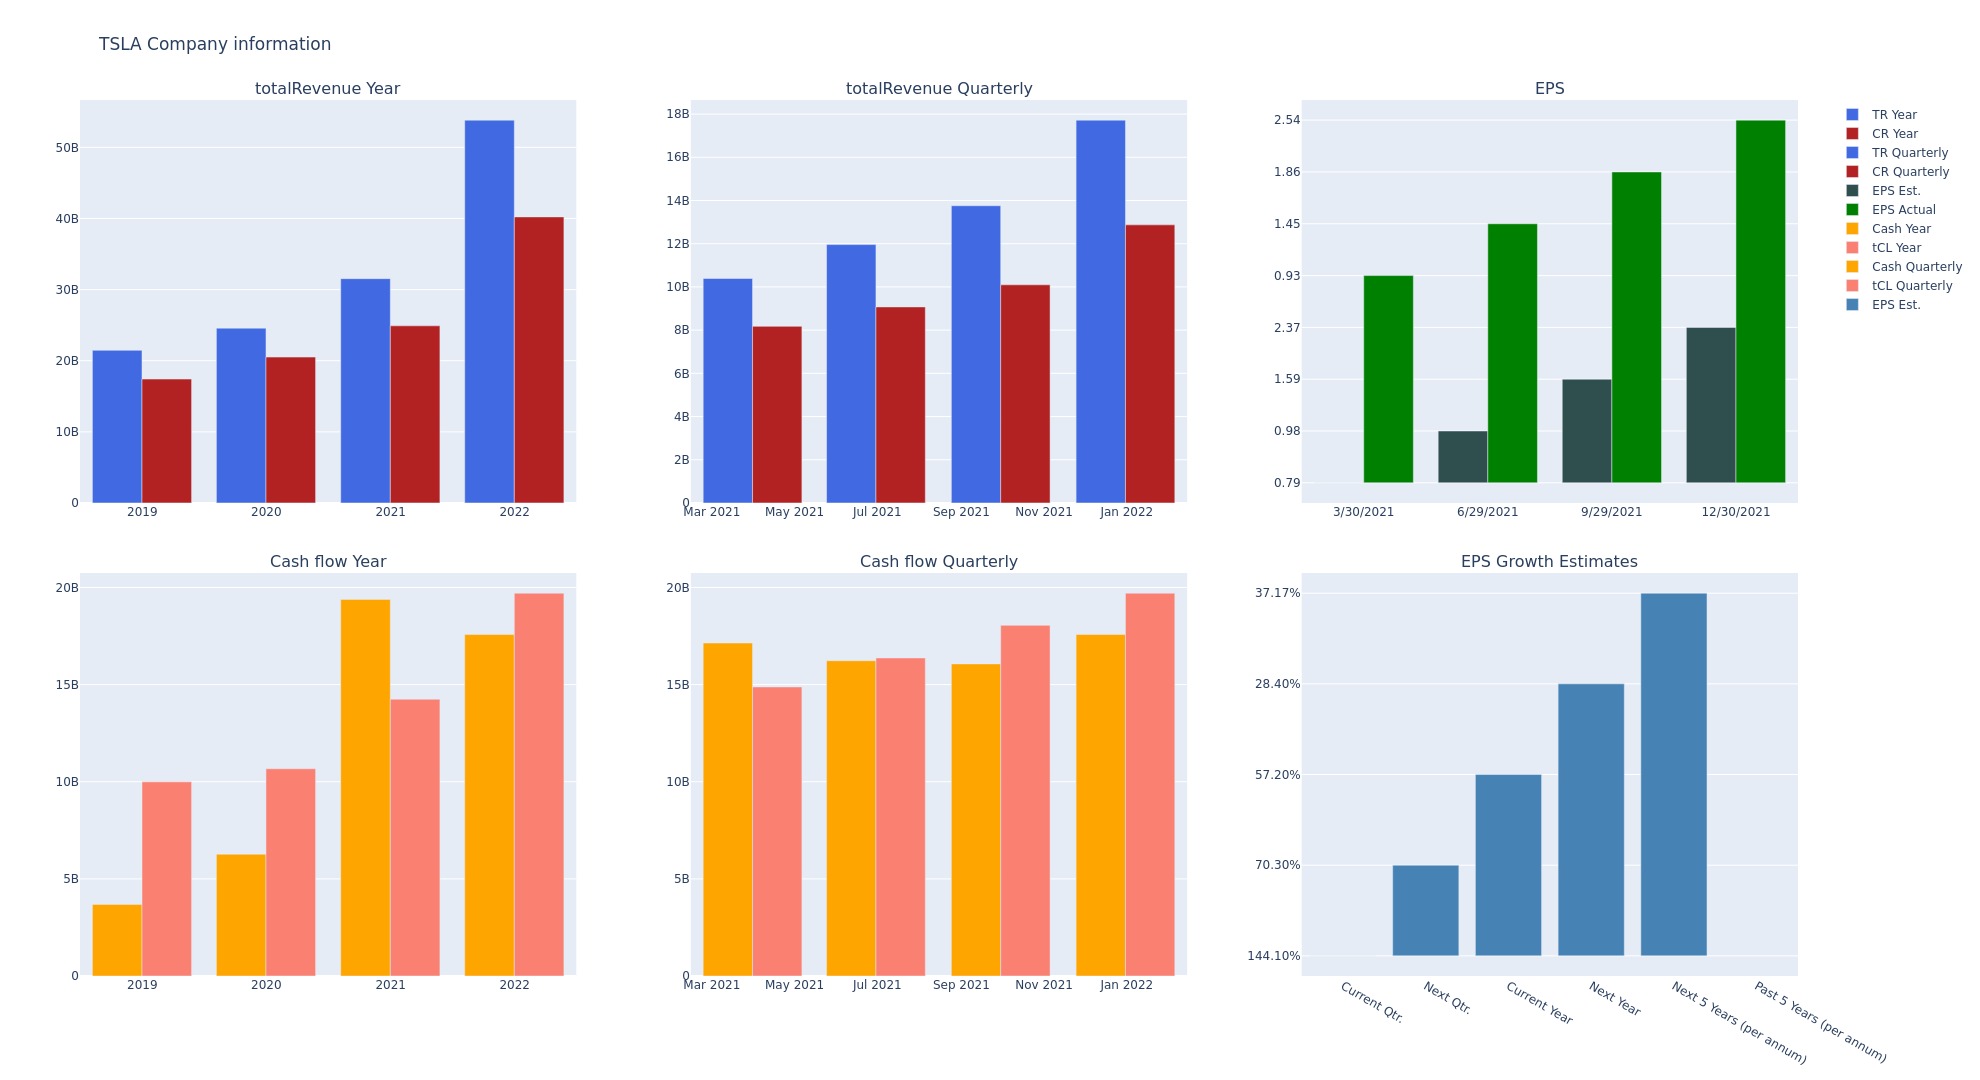 TSLA Company information
totalRevenue Year
50B
40B
30B
20B
10B
0
2019 2020 2021 2022
totalRevenue Quarterly
18B
16B
14B
12B
10B
8B
6B
4B
2B
0
Mar 2021 May 2021 Jul 2021 Sep 2021 Nov 2021 Jan 2022
EPS
2.54
1.86
1.45
0.93
2.37
1.59
0.98
0.79
3/30/2021 6/29/2021 9/29/2021 12/30/2021
TR Year
CR Year
TR Quarterly
CR Quarterly
EPS Est.
EPS Actual
Cash Year
tCL Year
Cash Quarterly
tCL Quarterly
EPS Est.
Cash flow Year
20B
15B
10B
5B
0
2019 2020 2021 2022
Cash flow Quarterly
20B
15B
10B
5B
0
Mar 2021 May 2021 Jul 2021 Sep 2021 Nov 2021 Jan 2022
EPS Growth Estimates
37.17%
28.40%
57.20%
70.30%
144.10%
Current Qtr.
Next Qtr.
Current Year
Next Year
Next 5 Years (per annum)
Past 5 Years (per annum)